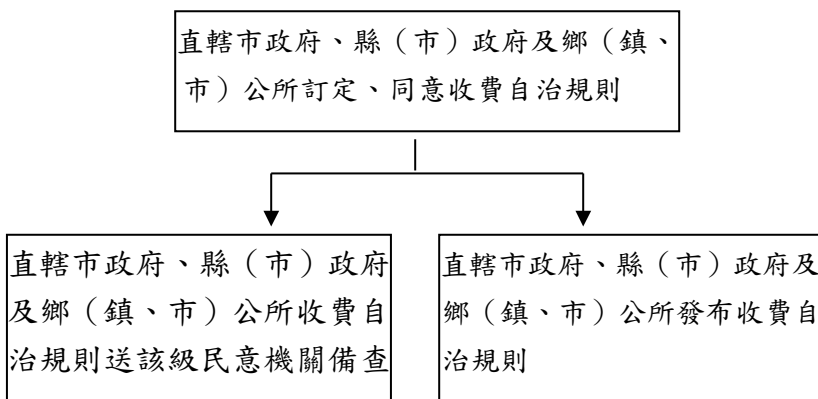 直轄市政府、縣（市）政府及鄉（鎮、
市）公所訂定、同意收費自治規則
直轄市政府、縣（市）政府
及鄉（鎮、市）公所收費自
治規則送該級民意機關備查
直轄市政府、縣（市）政府及
鄉（鎮、市）公所發布收費自
治規則